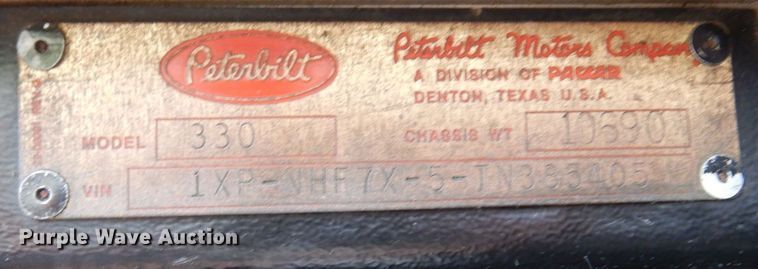 Peterbilt
Peterbilt Motors Company
A DIVISION OF PACCAR
DENTON, TEXAS U.S.A.
MODEL 330
CHASSIS WT 10690
VIN
Purple Wave Auction